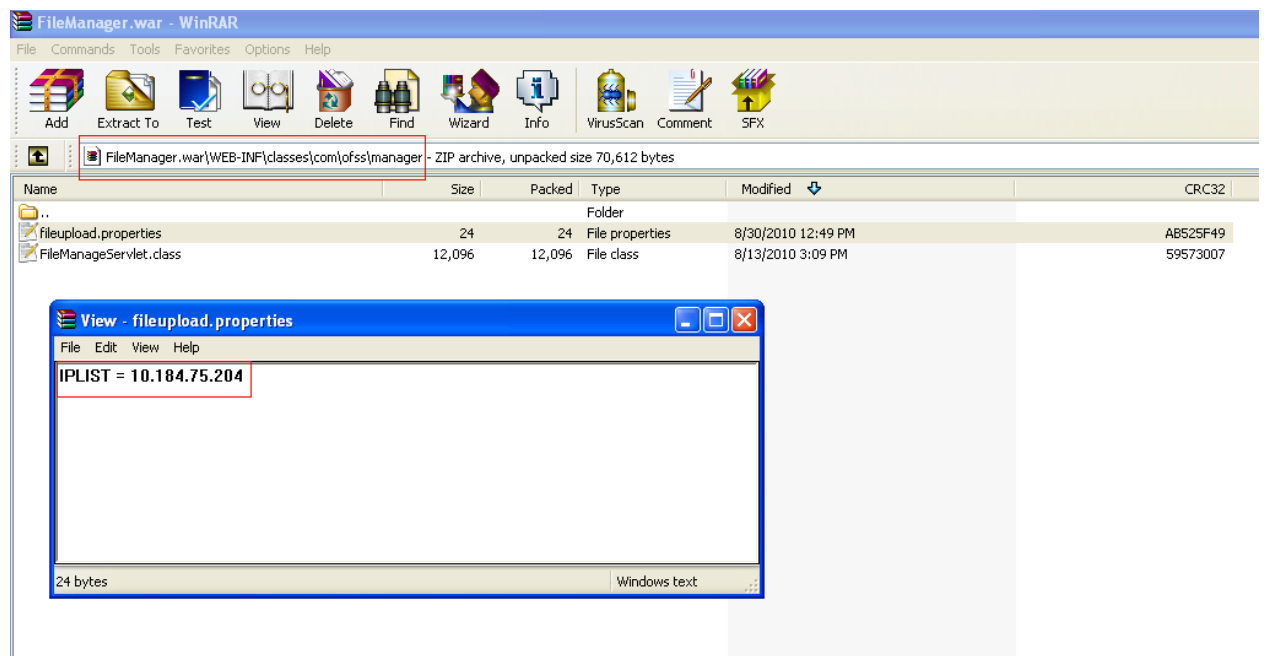 FileManager.war - WinRAR
File Commands Tools Favorites Options Help
Add Extract To Test View Delete Find Wizard Info VirusScan Comment SFX
FileManager.war\WEB-INF\classes\com\ofss\manager - ZIP archive, unpacked size 70,612 bytes
Name Size Packed Type Modified CRC32
.. Folder
fileupload.properties 24 24 File properties 8/30/2010 12:49 PM AB525F49
FileManageServlet.class 12,096 12,096 File class 8/13/2010 3:09 PM 59573007
View - fileupload.properties
File Edit View Help
IPLIST = 10.184.75.204
24 bytes Windows text